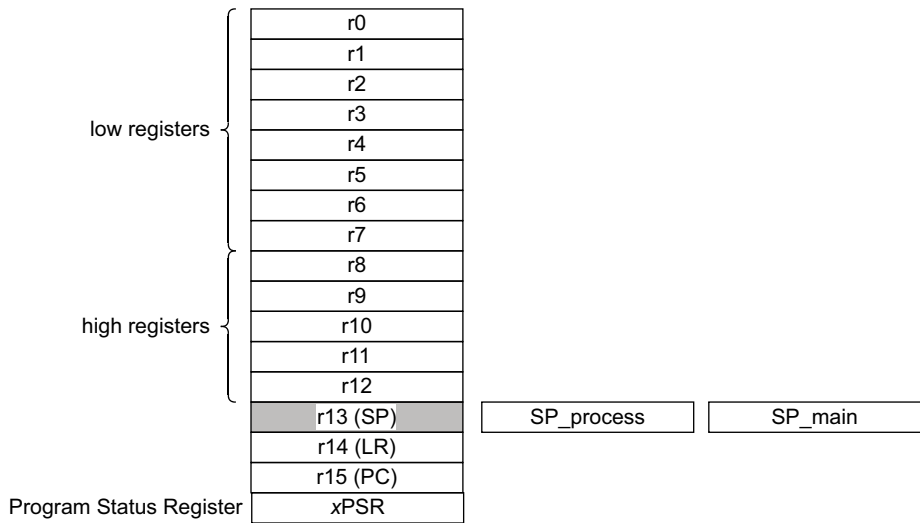 r0
r1
r2
r3
low registers
r4
r5
r6
r7
r8
r9
high registers
r10
r11
r12
r13 (SP)
SP_process
SP_main
r14 (LR)
r15 (PC)
Program Status Register
xPSR